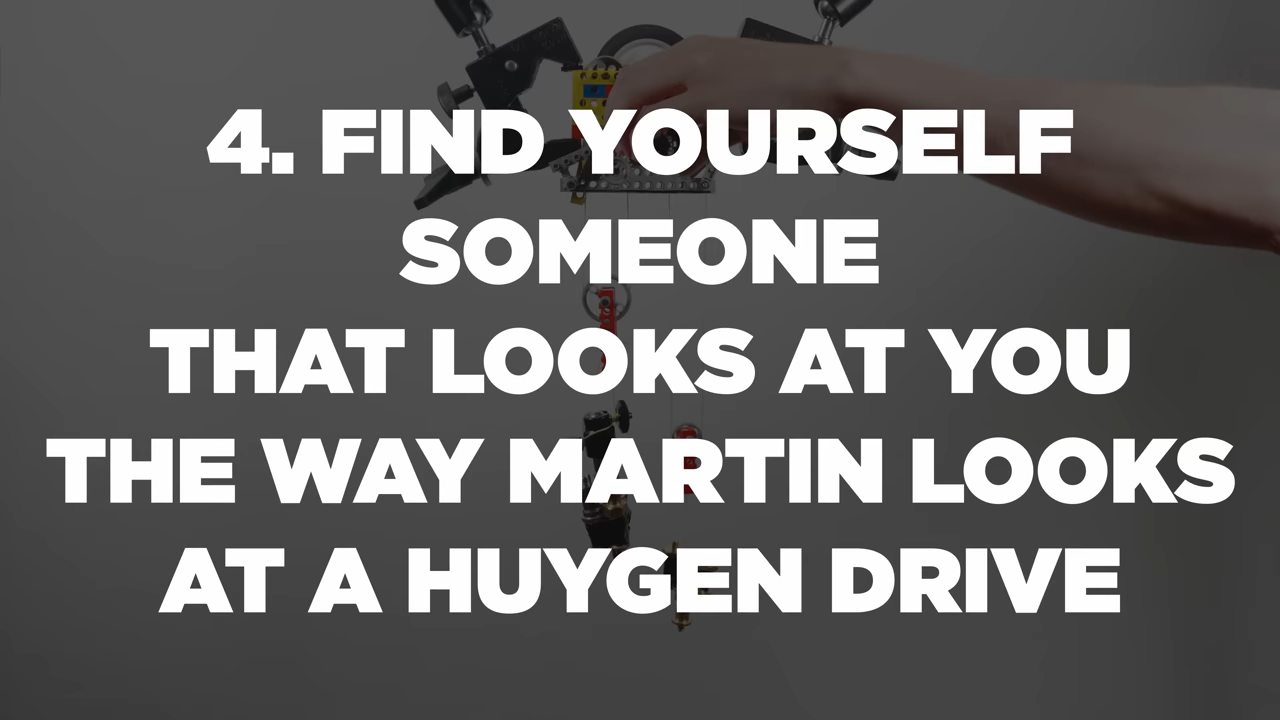 4. FIND YOURSELF
SOMEONE
THAT LOOKS AT YOU
THE WAY MARTIN LOOKS
AT A HUYGEN DRIVE